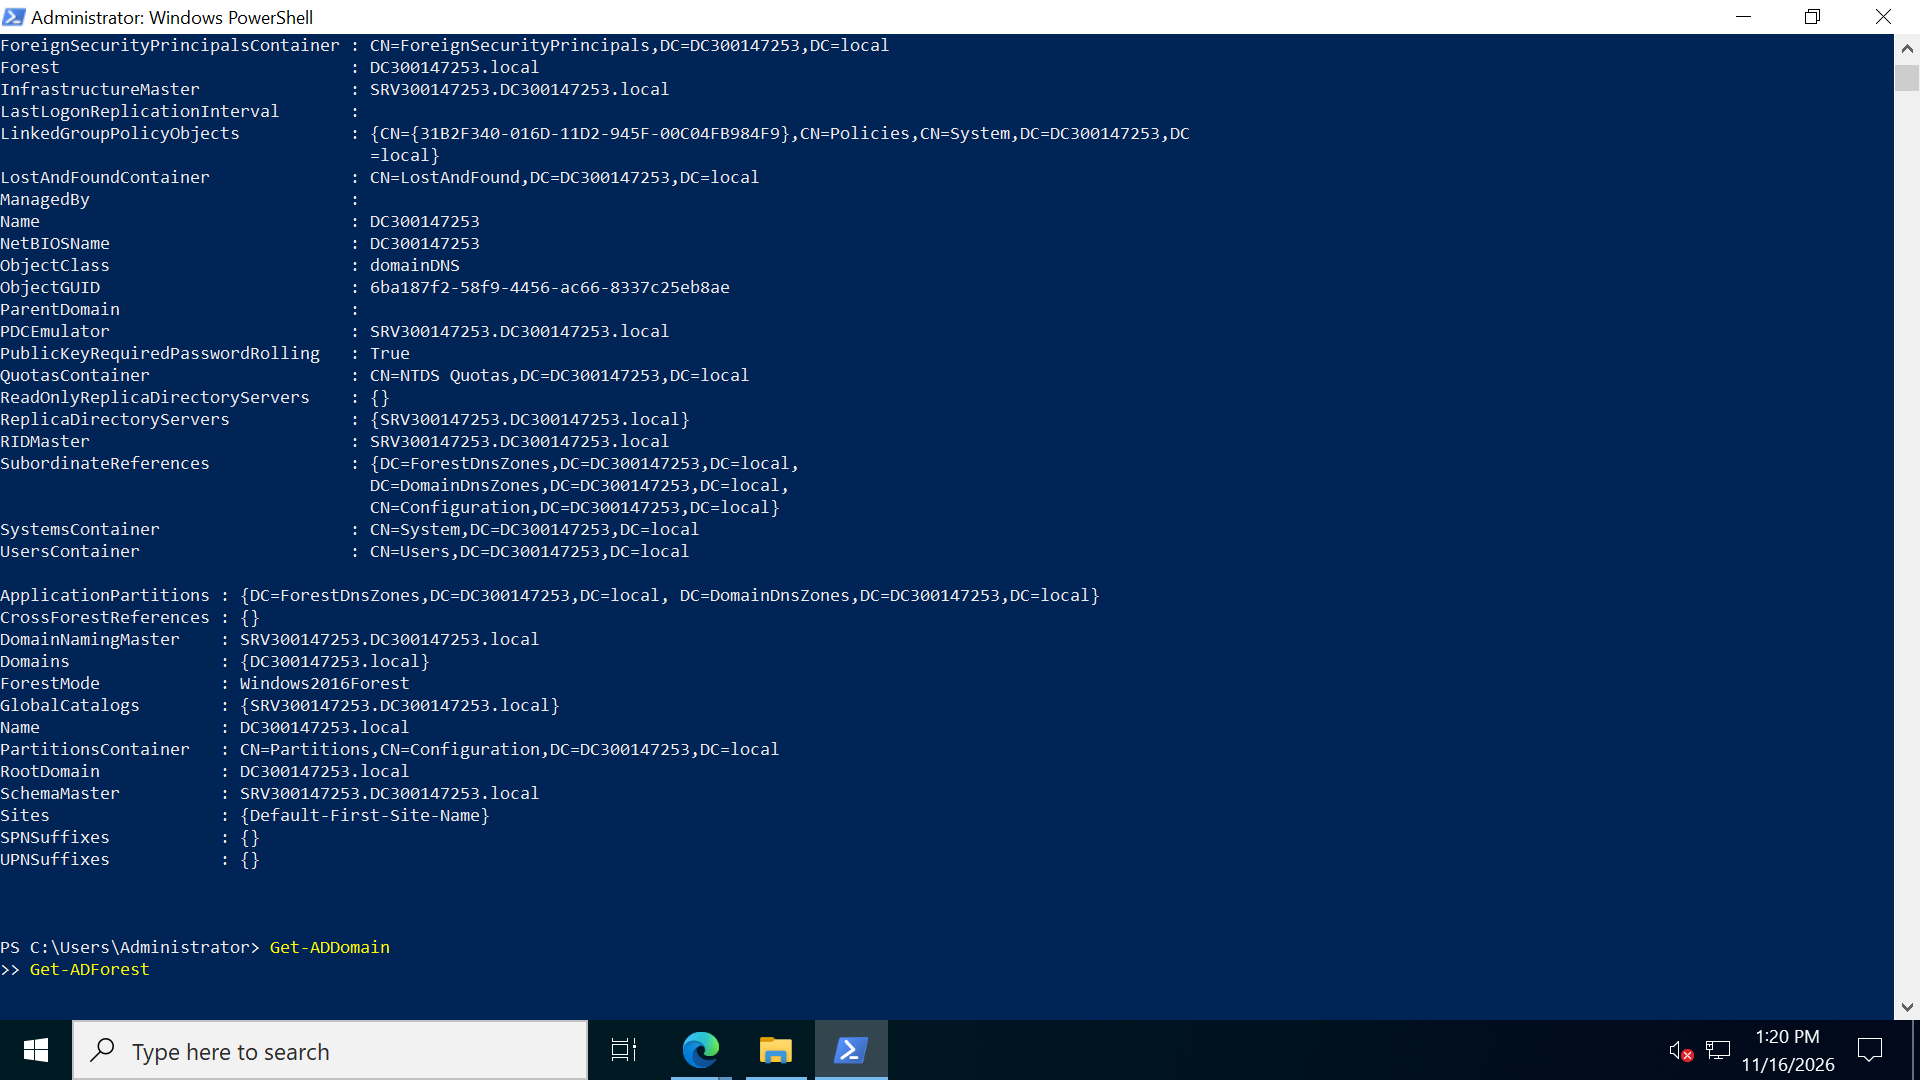 Administrator: Windows PowerShell
ForeignSecurityPrincipalsContainer : CN=ForeignSecurityPrincipals,DC=DC300147253,DC=local
Forest                             : DC300147253.local
InfrastructureMaster               : SRV300147253.DC300147253.local
LastLogonReplicationInterval       :
LinkedGroupPolicyObjects           : {CN={31B2F340-016D-11D2-945F-00C04FB984F9},CN=Policies,CN=System,DC=DC300147253,DC
                                     =local}
LostAndFoundContainer              : CN=LostAndFound,DC=DC300147253,DC=local
ManagedBy                          :
Name                               : DC300147253
NetBIOSName                        : DC300147253
ObjectClass                        : domainDNS
ObjectGUID                         : 6ba187f2-58f9-4456-ac66-8337c25eb8ae
ParentDomain                       :
PDCEmulator                        : SRV300147253.DC300147253.local
PublicKeyRequiredPasswordRolling   : True
QuotasContainer                    : CN=NTDS Quotas,DC=DC300147253,DC=local
ReadOnlyReplicaDirectoryServers    : {}
ReplicaDirectoryServers            : {SRV300147253.DC300147253.local}
RIDMaster                          : SRV300147253.DC300147253.local
SubordinateReferences              : {DC=ForestDnsZones,DC=DC300147253,DC=local,
                                     DC=DomainDnsZones,DC=DC300147253,DC=local,
                                     CN=Configuration,DC=DC300147253,DC=local}
SystemsContainer                   : CN=System,DC=DC300147253,DC=local
UsersContainer                     : CN=Users,DC=DC300147253,DC=local

ApplicationPartitions : {DC=ForestDnsZones,DC=DC300147253,DC=local, DC=DomainDnsZones,DC=DC300147253,DC=local}
CrossForestReferences : {}
DomainNamingMaster    : SRV300147253.DC300147253.local
Domains               : {DC300147253.local}
ForestMode            : Windows2016Forest
GlobalCatalogs        : {SRV300147253.DC300147253.local}
Name                  : DC300147253.local
PartitionsContainer   : CN=Partitions,CN=Configuration,DC=DC300147253,DC=local
RootDomain            : DC300147253.local
SchemaMaster          : SRV300147253.DC300147253.local
Sites                 : {Default-First-Site-Name}
SPNSuffixes           : {}
UPNSuffixes           : {}

PS C:\Users\Administrator> Get-ADDomain
>> Get-ADForest
Type here to search
1:20 PM
11/16/2026